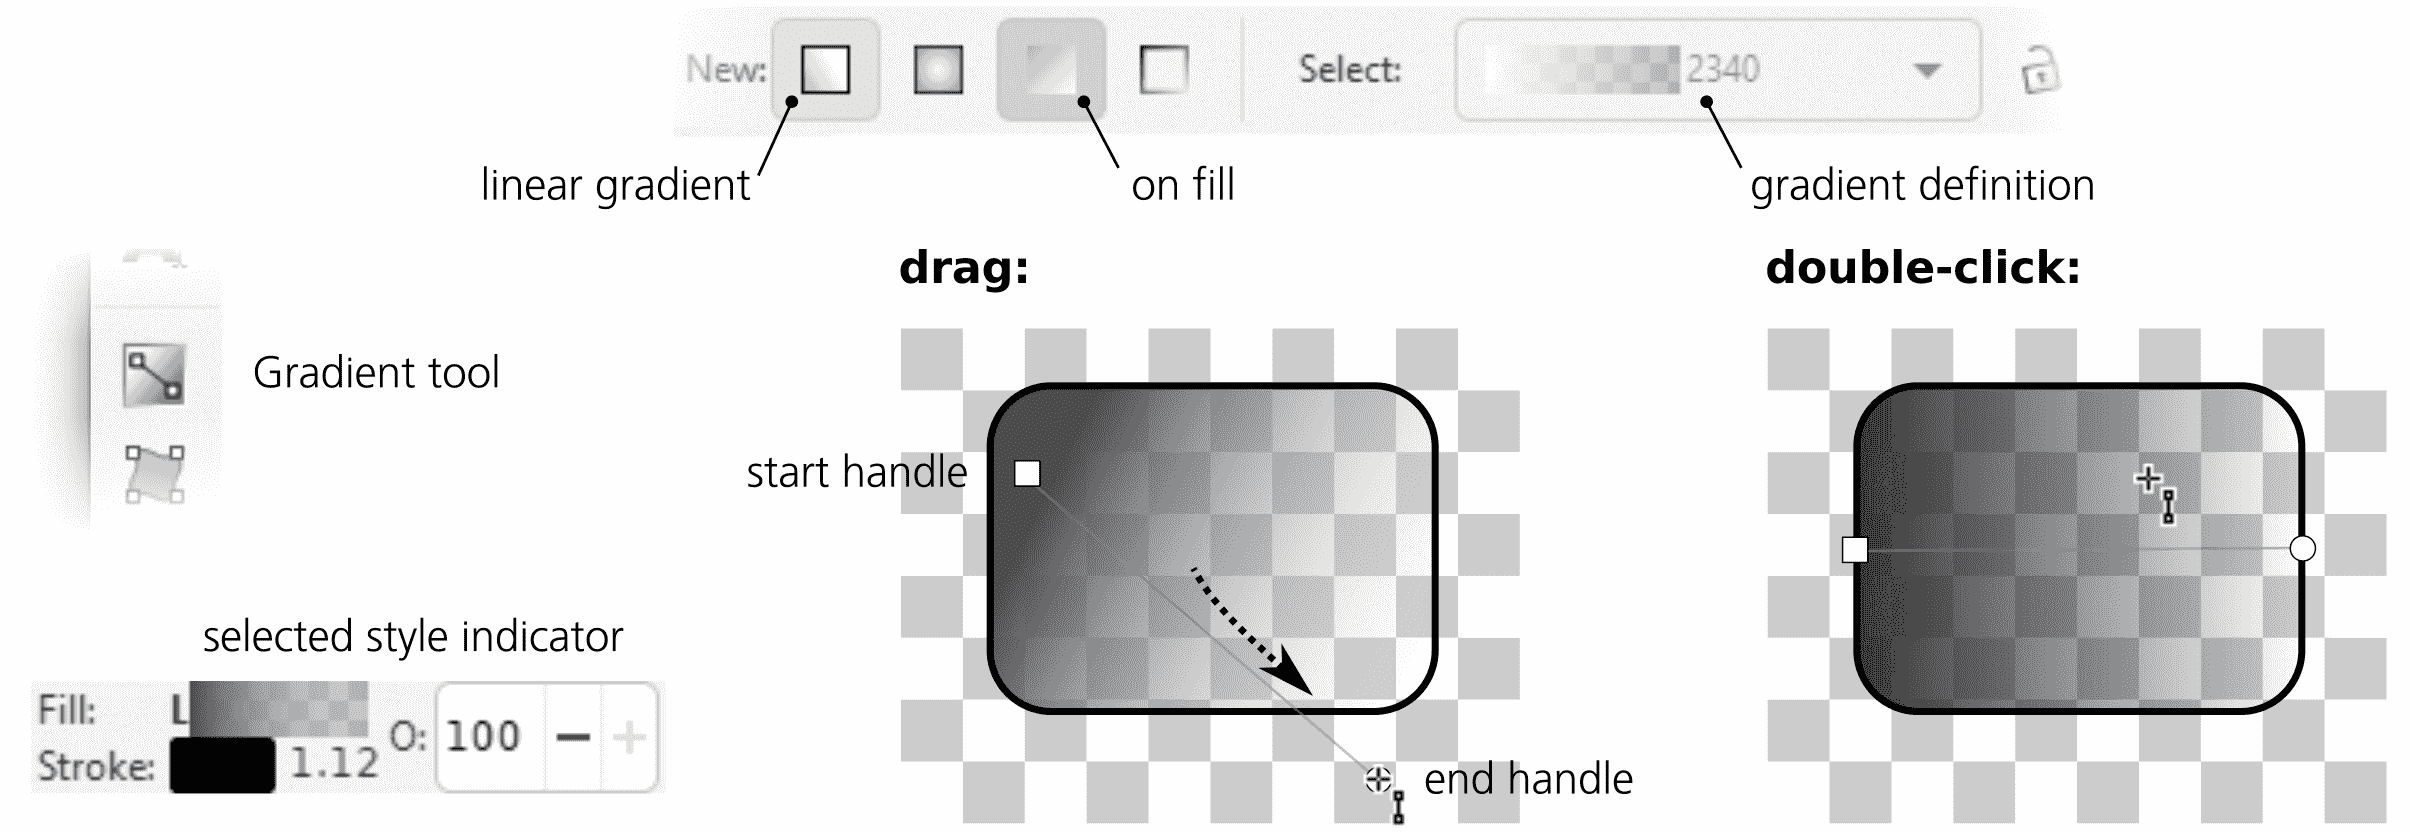 New:
Select:
2340
linear gradient
on fill
gradient definition
drag:
double-click:
Gradient tool
start handle
selected style indicator
Fill: L
O: 100
Stroke: 1.12
end handle